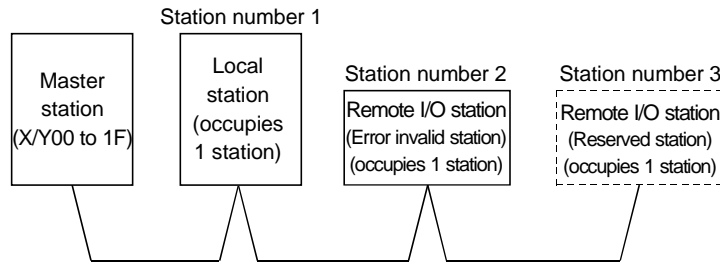 Station number 1
Master
station
(X/Y00 to 1F)
Local
station
(occupies
1 station)
Station number 2
Remote I/O station
(Error invalid station)
(occupies 1 station)
Station number 3
Remote I/O station
(Reserved station)
(occupies 1 station)